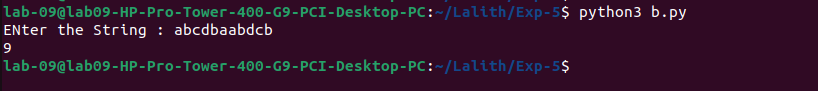 lab-09@lab09-HP-Pro-Tower-400-G9-PCI-Desktop-PC:~/Lalith/Exp-5$ python3 b.py
ENter the String : abcdbaabdcb
9
lab-09@lab09-HP-Pro-Tower-400-G9-PCI-Desktop-PC:~/Lalith/Exp-5$